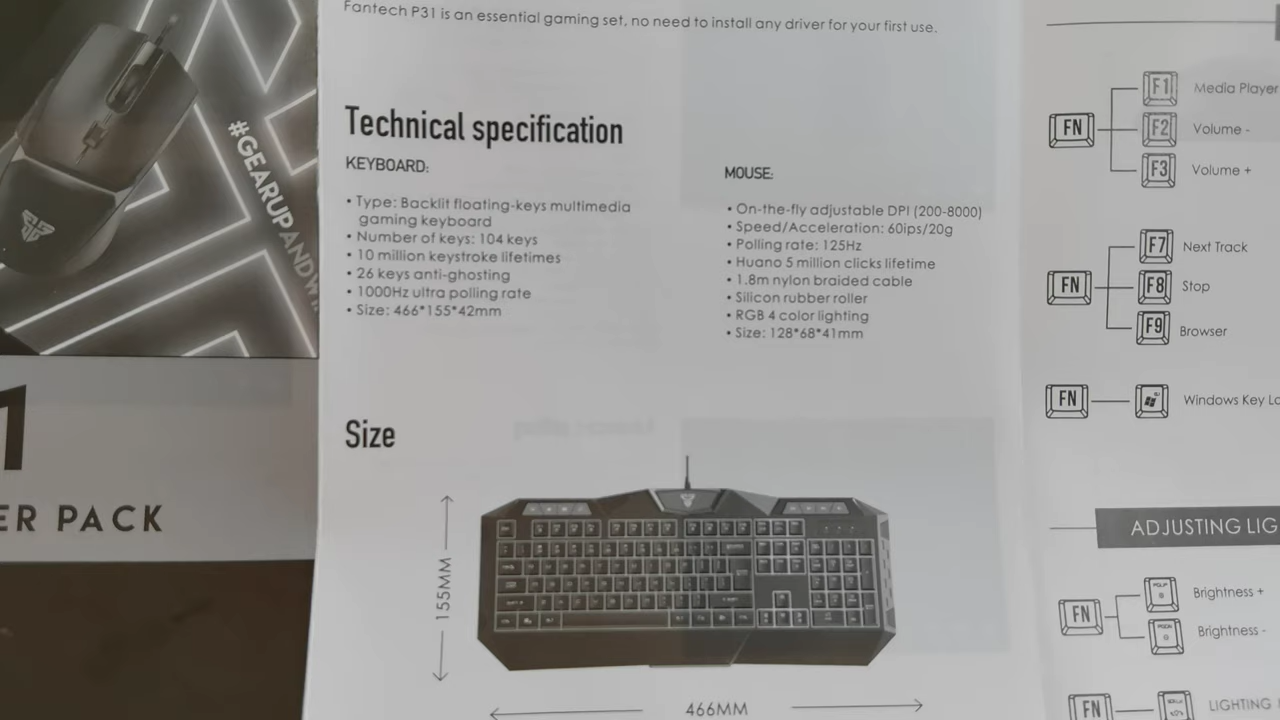 #GEARUPAND
1
ER PACK
Fantech P31 is an essential gaming set, no need to install any driver for your first use.
Technical specification
KEYBOARD:
• Type: Backlit floating-keys multimedia
gaming keyboard
• Number of keys: 104 keys
• 10 million keystroke lifetimes
• 26 keys anti-ghosting
• 1000Hz ultra polling rate
• Size: 466*155*42mm
MOUSE:
• On-the-fly adjustable DPI (200-8000)
• Speed/Acceleration: 60ips/20g
• Polling rate: 125Hz
• Huano 5 million clicks lifetime
• 1.8m nylon braided cable
• Silicon rubber roller
• RGB 4 color lighting
• Size: 128*68*41mm
Size
155MM
466MM
FN
F1 Media Player
F2 Volume -
F3 Volume +
FN
F7 Next Track
F8 Stop
F9 Browser
FN Windows Key Lo
ADJUSTING LIG
FN
Brightness +
Brightness -
FN LIGHTING